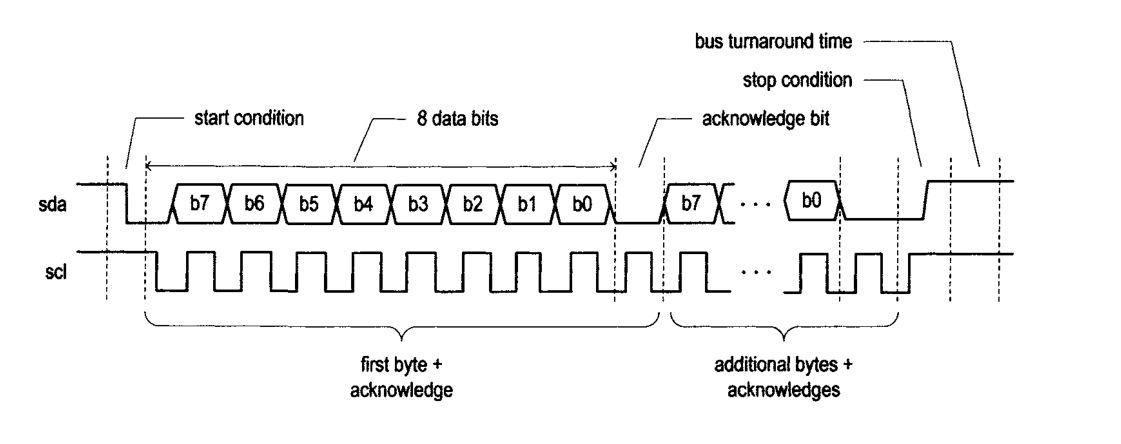 bus turnaround time
stop condition
start condition
8 data bits
acknowledge bit
sda
b7
b6
b5
b4
b3
b2
b1
b0
b7
...
b0
scl
...
first byte +
acknowledge
additional bytes +
acknowledges